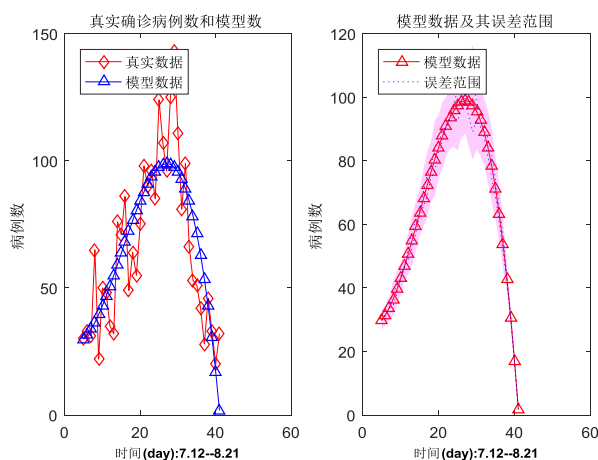 真实确诊病例数和模型数
150
100
50
0
病例数
真实数据
模型数据
0 20 40 60
时间(day):7.12--8.21
模型数据及其误差范围
120
100
80
60
40
20
0
病例数
模型数据
误差范围
0 20 40 60
时间(day):7.12--8.21